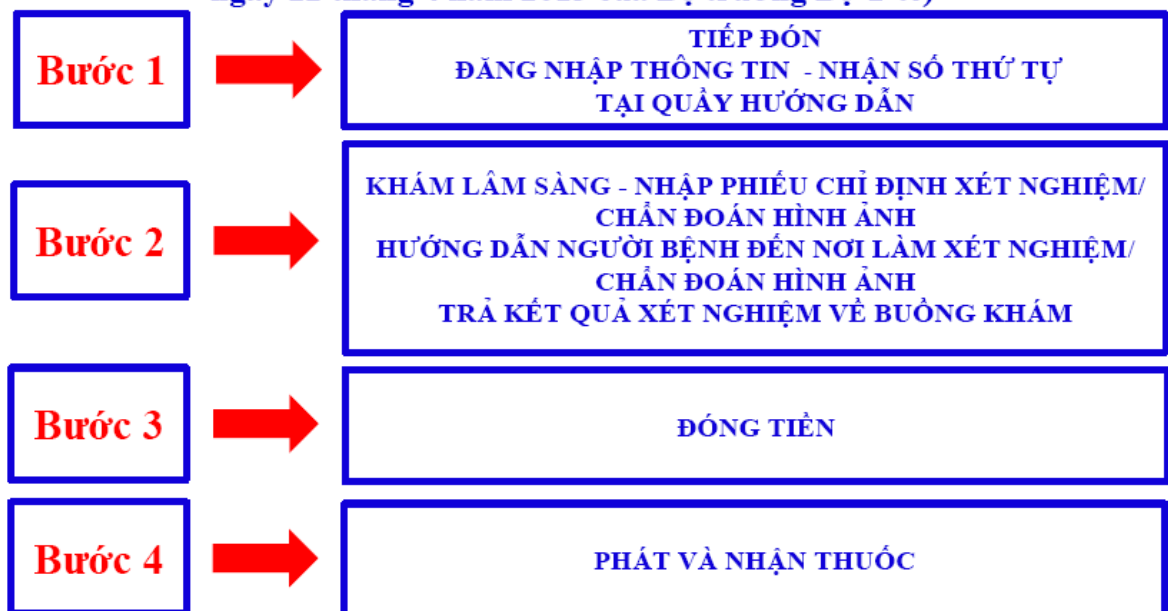 Bước 1
TIẾP ĐÓN
ĐĂNG NHẬP THÔNG TIN - NHẬN SỐ THỨ TỰ
TẠI QUẦY HƯỚNG DẪN
Bước 2
KHÁM LÂM SÀNG - NHẬP PHIẾU CHỈ ĐỊNH XÉT NGHIỆM/
CHẨN ĐOÁN HÌNH ẢNH
HƯỚNG DẪN NGƯỜI BỆNH ĐẾN NƠI LÀM XÉT NGHIỆM/
CHẨN ĐOÁN HÌNH ẢNH
TRẢ KẾT QUẢ XÉT NGHIỆM VỀ BUỒNG KHÁM
Bước 3
ĐÓNG TIỀN
Bước 4
PHÁT VÀ NHẬN THUỐC